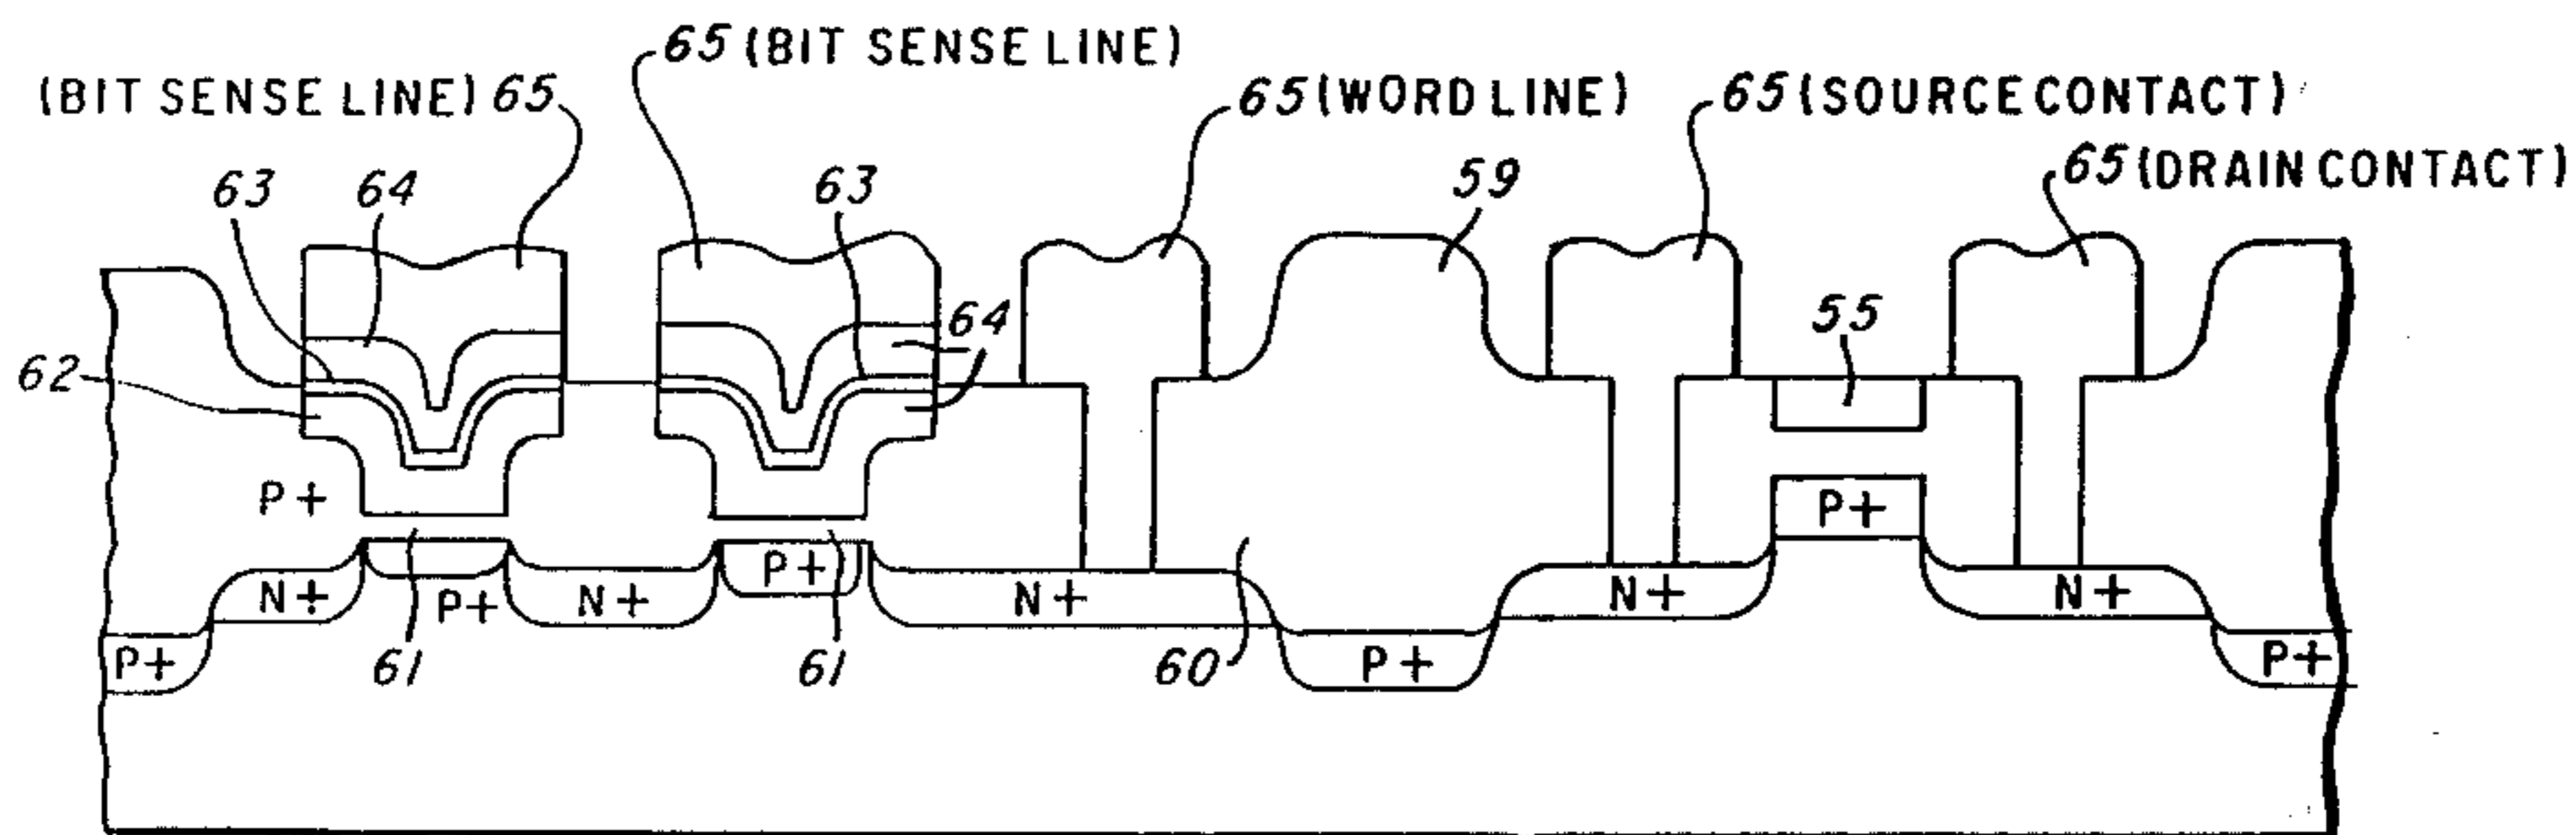 65 (BIT SENSE LINE)
(BIT SENSE LINE) 65
65 (WORD LINE)
65 (SOURCE CONTACT)
65 (DRAIN CONTACT)
63
64
63
59
64
55
62
P+
P+
N+
P+
N+
P+
N+
N+
N+
P+
61
61
60
P+
P+